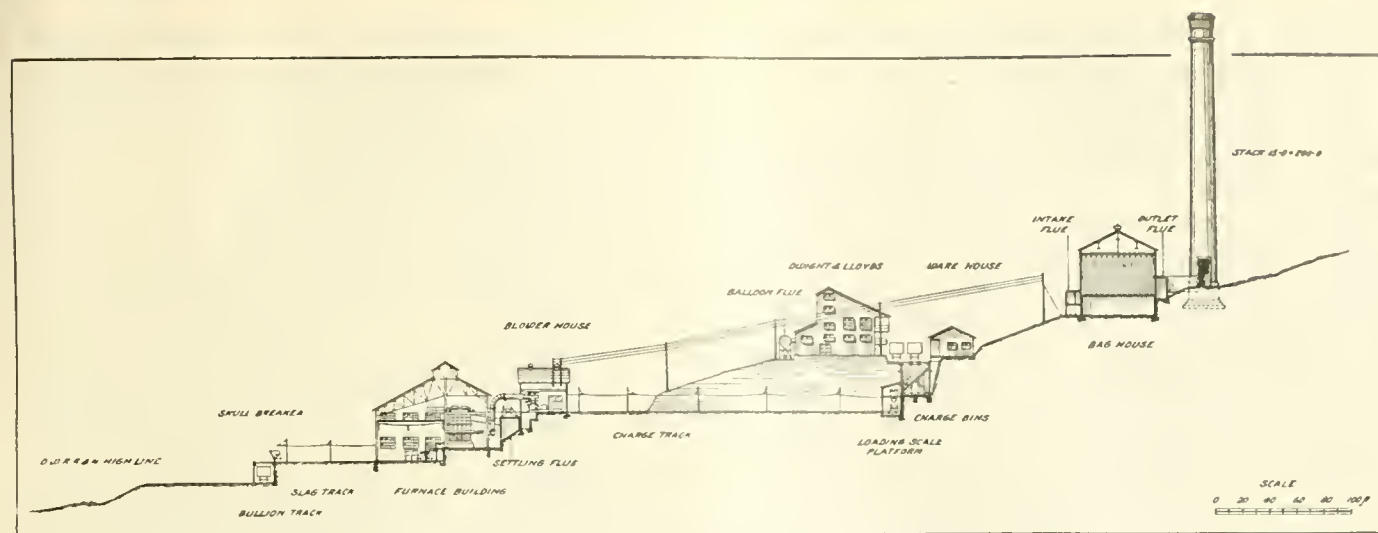 STACK 15-0 × 200-0
INTAKE
FLUE
OUTLET
FLUE
DWIGHT & LLOYDS
WARE HOUSE
BALLOON FLUE
BLOWER HOUSE
BAG HOUSE
SKULL BREAKER
CHARGE TRACK
CHARGE BINS
LOADING SCALE
PLATFORM
HIGH LINE
SETTLING FLUE
SLAG TRACK
FURNACE BUILDING
BULLION TRACK
SCALE
0 20 40 60 80 100 ft